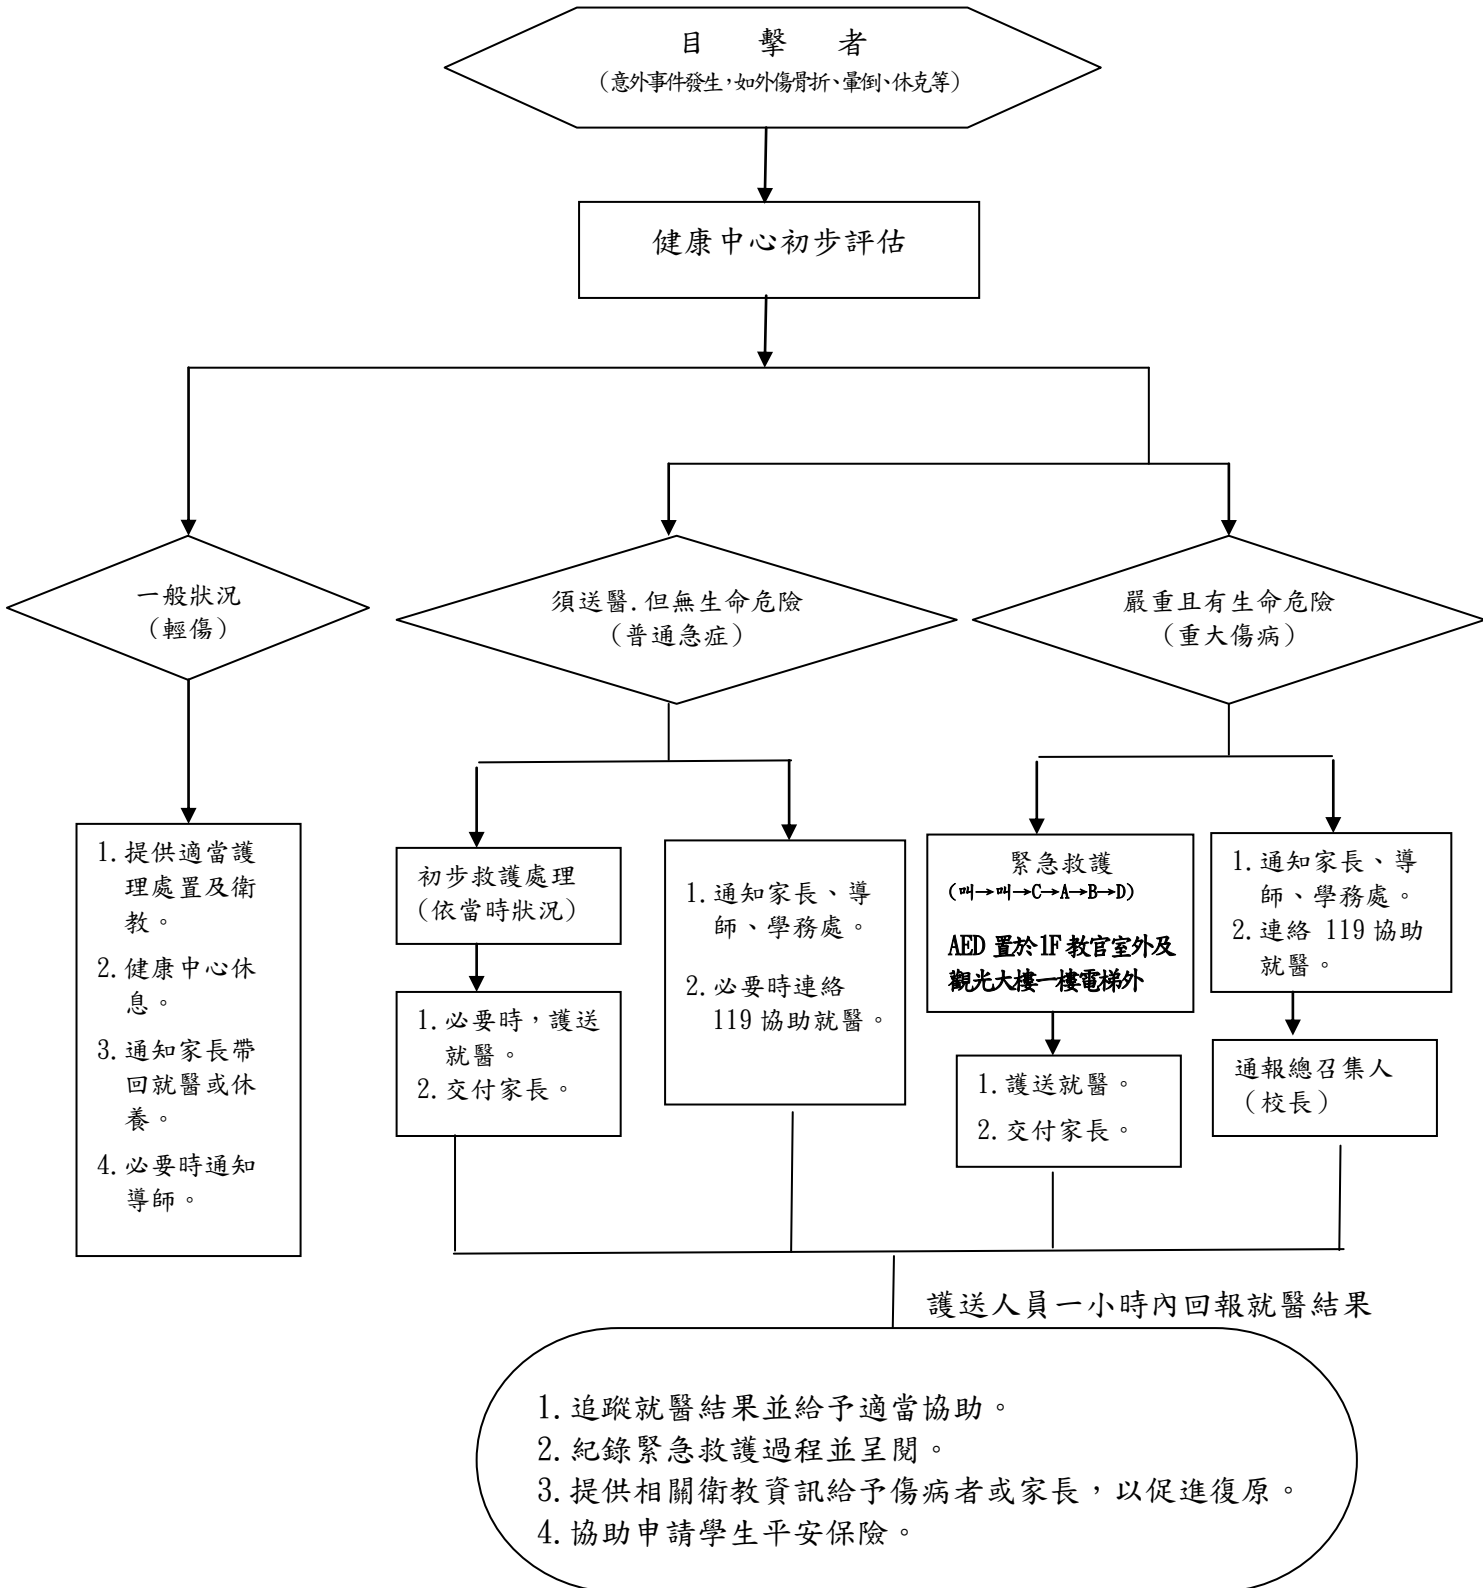 目 擊 者
(意外事件發生，如外傷骨折、暈倒、休克等)
健康中心初步評估
一般狀況
(輕傷)
須送醫.但無生命危險
(普通急症)
嚴重且有生命危險
(重大傷病)
1.提供適當護
理處置及衛
教。
2.健康中心休
息。
3.通知家長帶
回就醫或休
養。
4.必要時通知
導師。
初步救護處理
(依當時狀況)
1.必要時，護送
就醫。
2.交付家長。
1.通知家長、導
師、學務處。
2.必要時連絡
119 協助就醫。
緊急救護
(叫→叫→C→A→B→D)
AED 置於 1F 教官室外及
觀光大樓一樓電梯外
1.護送就醫。
2.交付家長。
1.通知家長、導
師、學務處。
2.連絡 119 協助
就醫。
通報總召集人
(校長)
護送人員一小時內回報就醫結果
1.追蹤就醫結果並給予適當協助。
2.紀錄緊急救護過程並呈閱。
3.提供相關衛教資訊給予傷病者或家長，以促進復原。
4.協助申請學生平安保險。